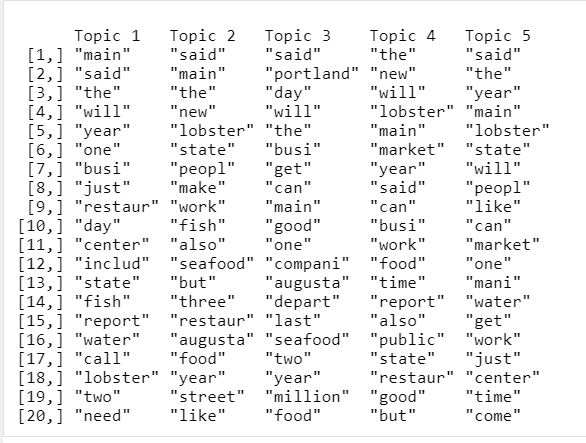 Topic 1 Topic 2 Topic 3 Topic 4 Topic 5
[1,] "main" "said" "said" "the" "said"
[2,] "said" "main" "portland" "new" "the"
[3,] "the" "the" "day" "will" "year"
[4,] "will" "new" "will" "lobster" "main"
[5,] "year" "lobster" "the" "main" "lobster"
[6,] "one" "state" "busi" "market" "state"
[7,] "busi" "peopl" "get" "year" "will"
[8,] "just" "make" "can" "said" "peopl"
[9,] "restaur" "work" "main" "can" "like"
[10,] "day" "fish" "good" "busi" "can"
[11,] "center" "also" "one" "work" "market"
[12,] "includ" "seafood" "compani" "food" "one"
[13,] "state" "but" "augusta" "time" "mani"
[14,] "fish" "three" "depart" "report" "water"
[15,] "report" "restaur" "last" "also" "get"
[16,] "water" "augusta" "seafood" "public" "work"
[17,] "call" "food" "two" "state" "just"
[18,] "lobster" "year" "year" "restaur" "center"
[19,] "two" "street" "million" "good" "time"
[20,] "need" "like" "food" "but" "come"